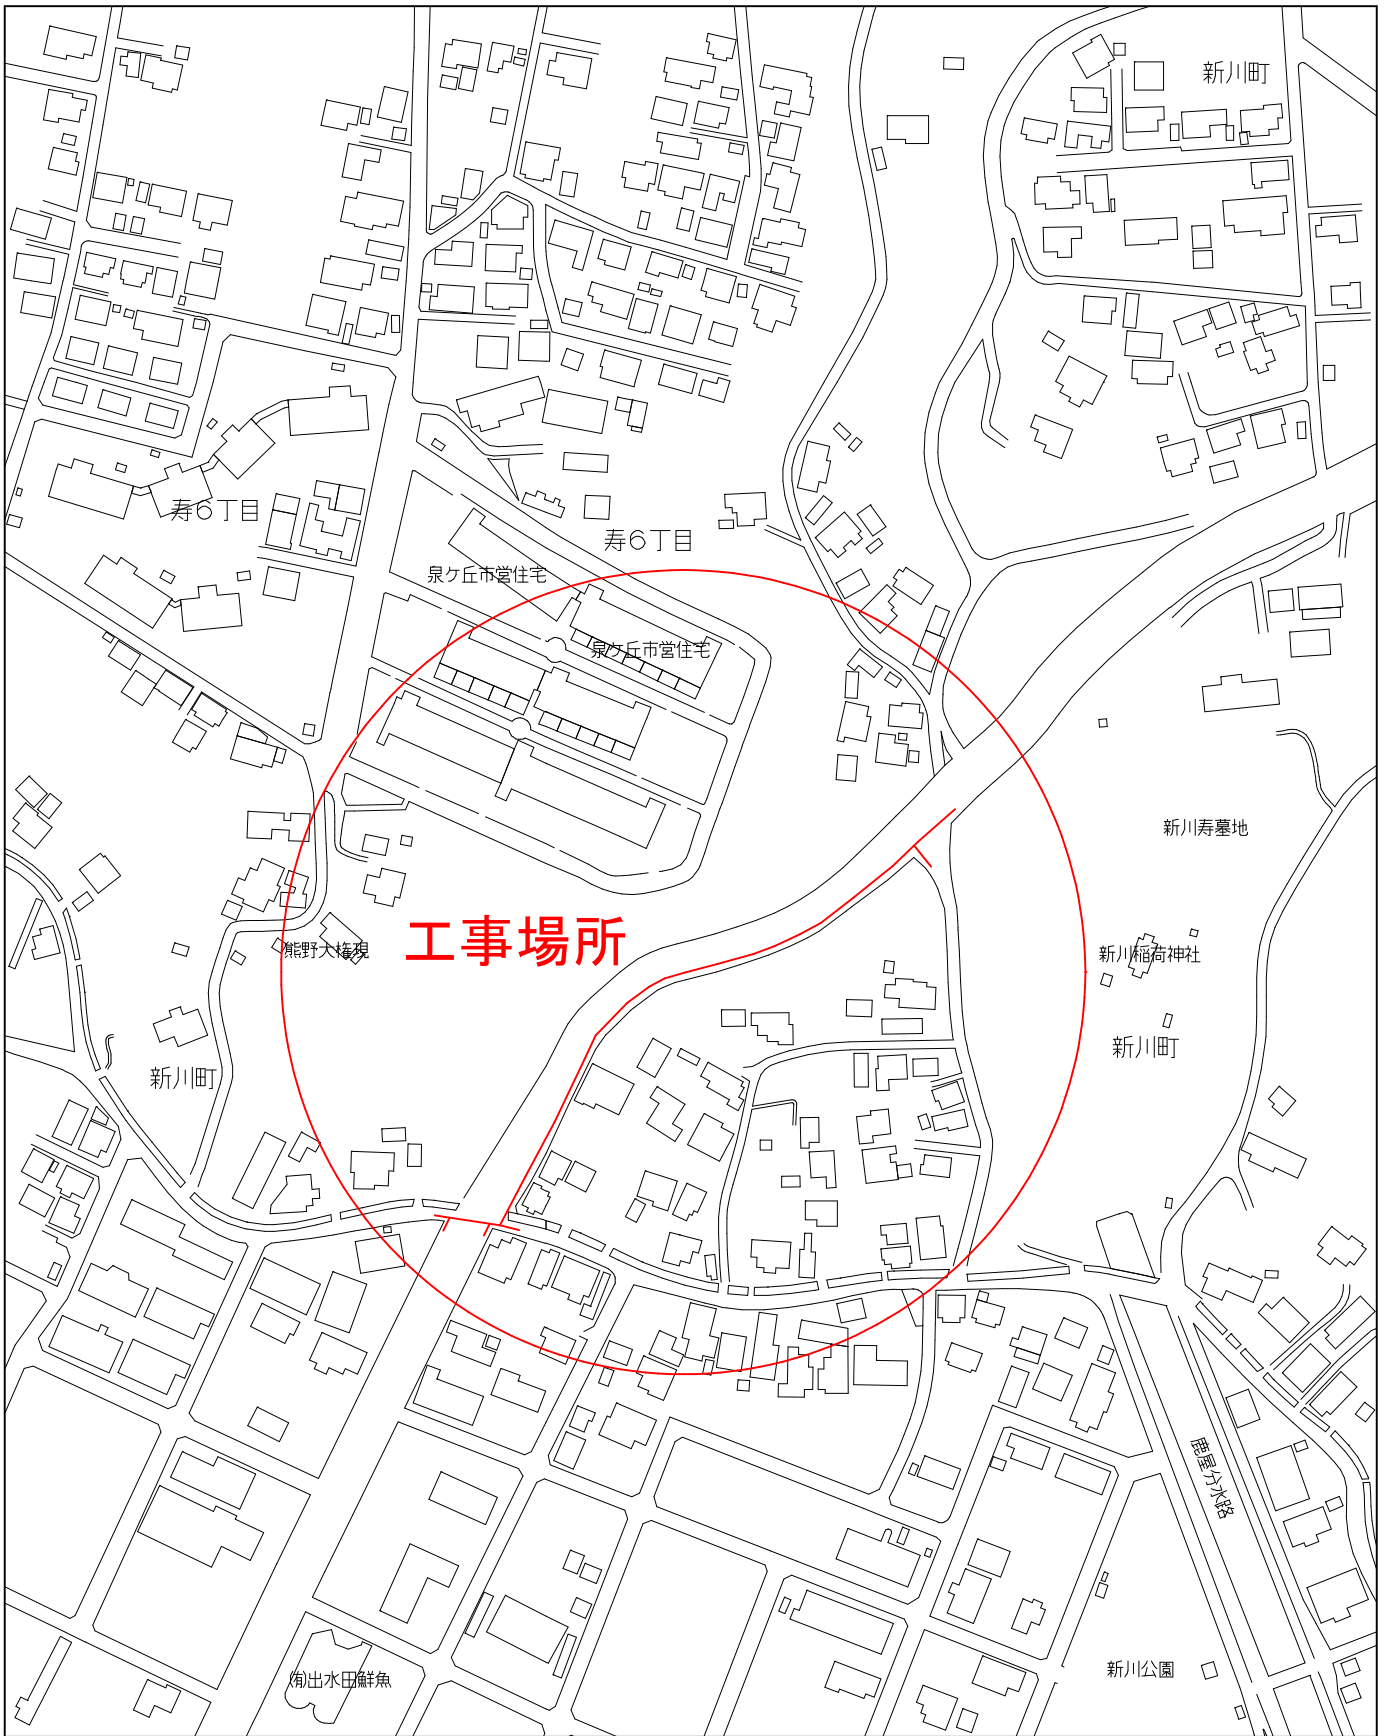 新川町
寿6丁目
寿6丁目
泉ケ丘市営住宅
泉ケ丘市営住宅
新川寿墓地
工事場所
熊野大権現
新川稲荷神社
新川町
新川町
鹿屋分水路
新川公園
㈲出水田鮮魚